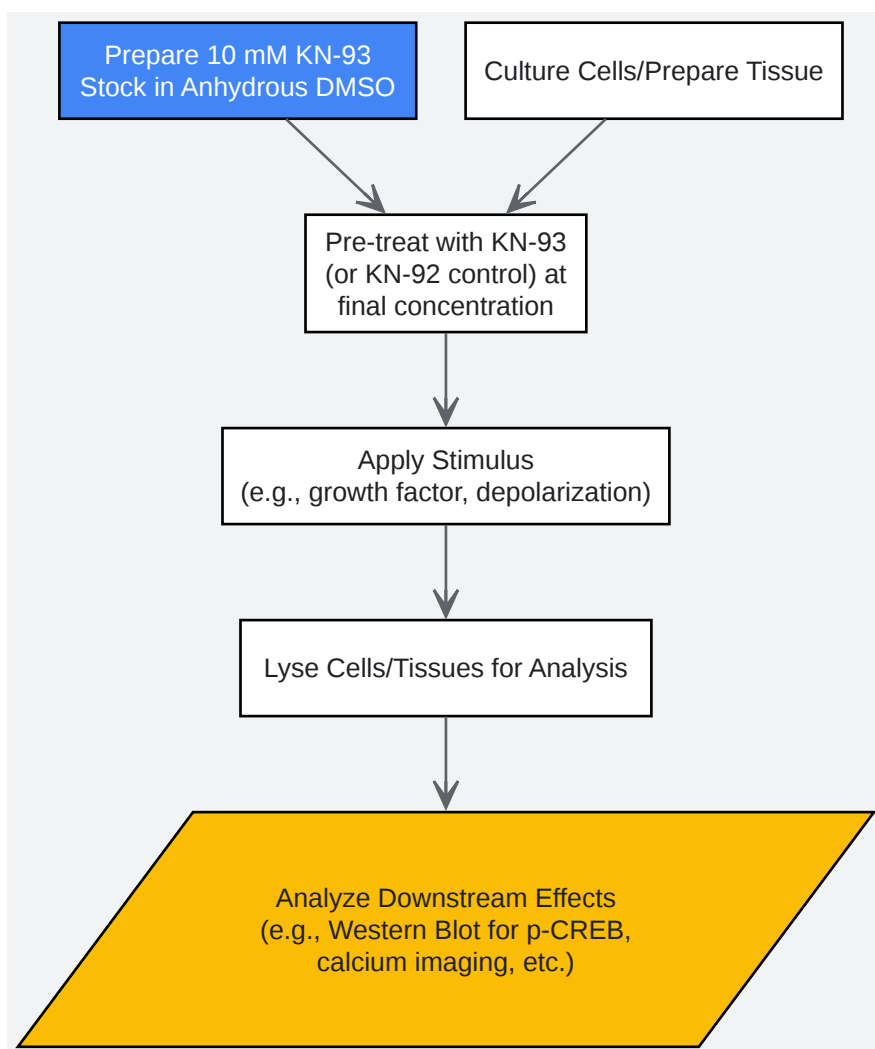 Prepare 10 mM KN-93
Stock in Anhydrous DMSO
Culture Cells/Prepare Tissue
Pre-treat with KN-93
(or KN-92 control) at
final concentration
Apply Stimulus
(e.g., growth factor, depolarization)
Lyse Cells/Tissues for Analysis
Analyze Downstream Effects
(e.g., Western Blot for p-CREB,
calcium imaging, etc.)